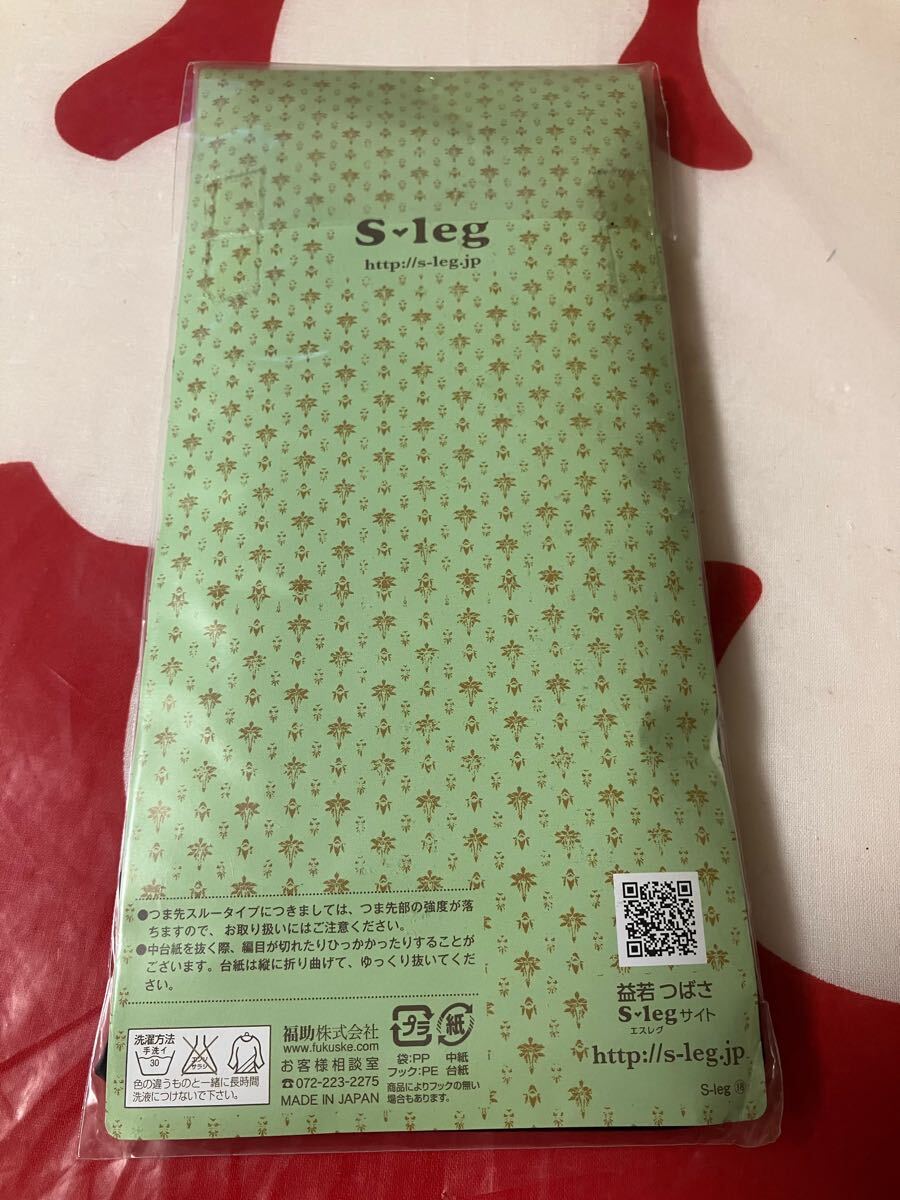 S♥leg
http://s-leg.jp
●つま先スルータイプにつきましては、つま先部の強度が落
ちますので、お取り扱いにはご注意ください。
●中台紙を抜く際、編目が切れたりひっかかったりすることが
ございます。台紙は縦に折り曲げて、ゆっくり抜いてくだ
さい。
洗濯方法
手洗イ
30
エンソ
サラシ
色の違うものと一緒に長時間
洗液につけないで下さい。
福助株式会社
www.fukuske.com
お客様相談室
☎072-223-2275
MADE IN JAPAN
プラ
紙
袋:PP
フック:PE
中紙
台紙
商品によりフックの無い
場合もあります。
益若 つばさ
S♥legサイト
エスレグ
http://s-leg.jp
S-leg ⑱